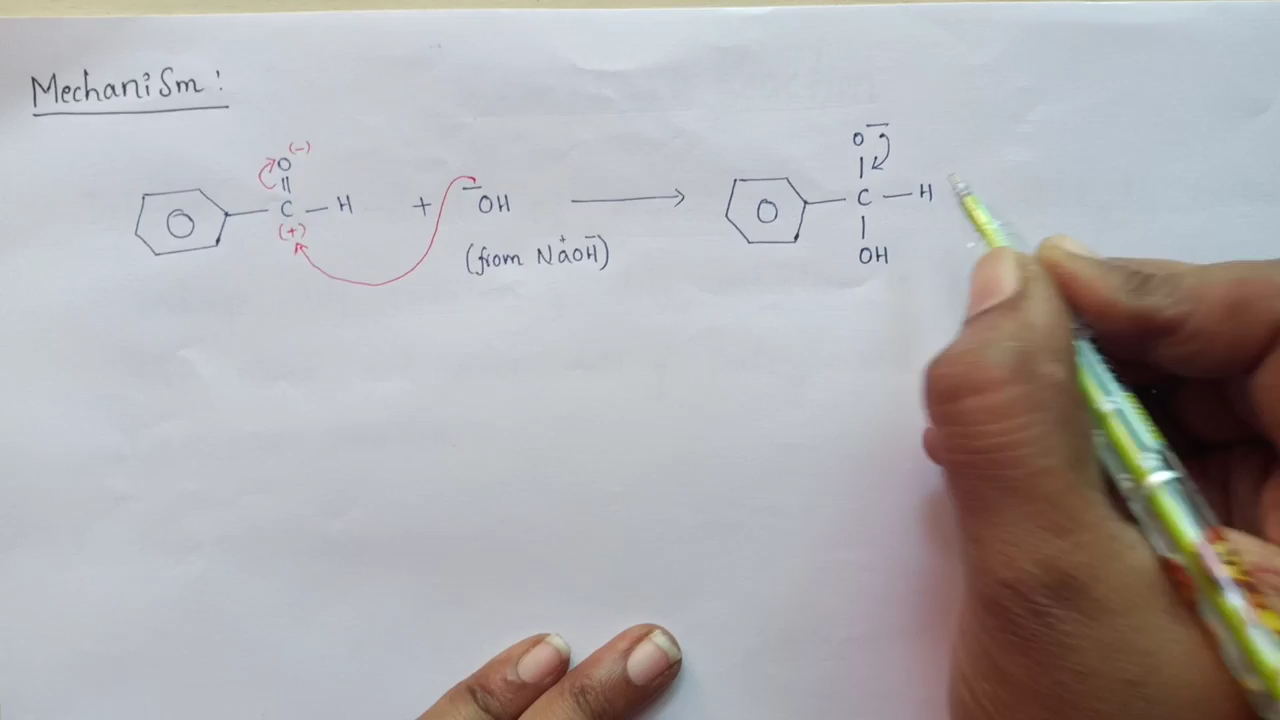 Mechanism :
(-)
O
||
C — H + ⁻OH ⟶
(+)
(from Na⁺OH⁻)
O⁻
|
C — H
|
OH